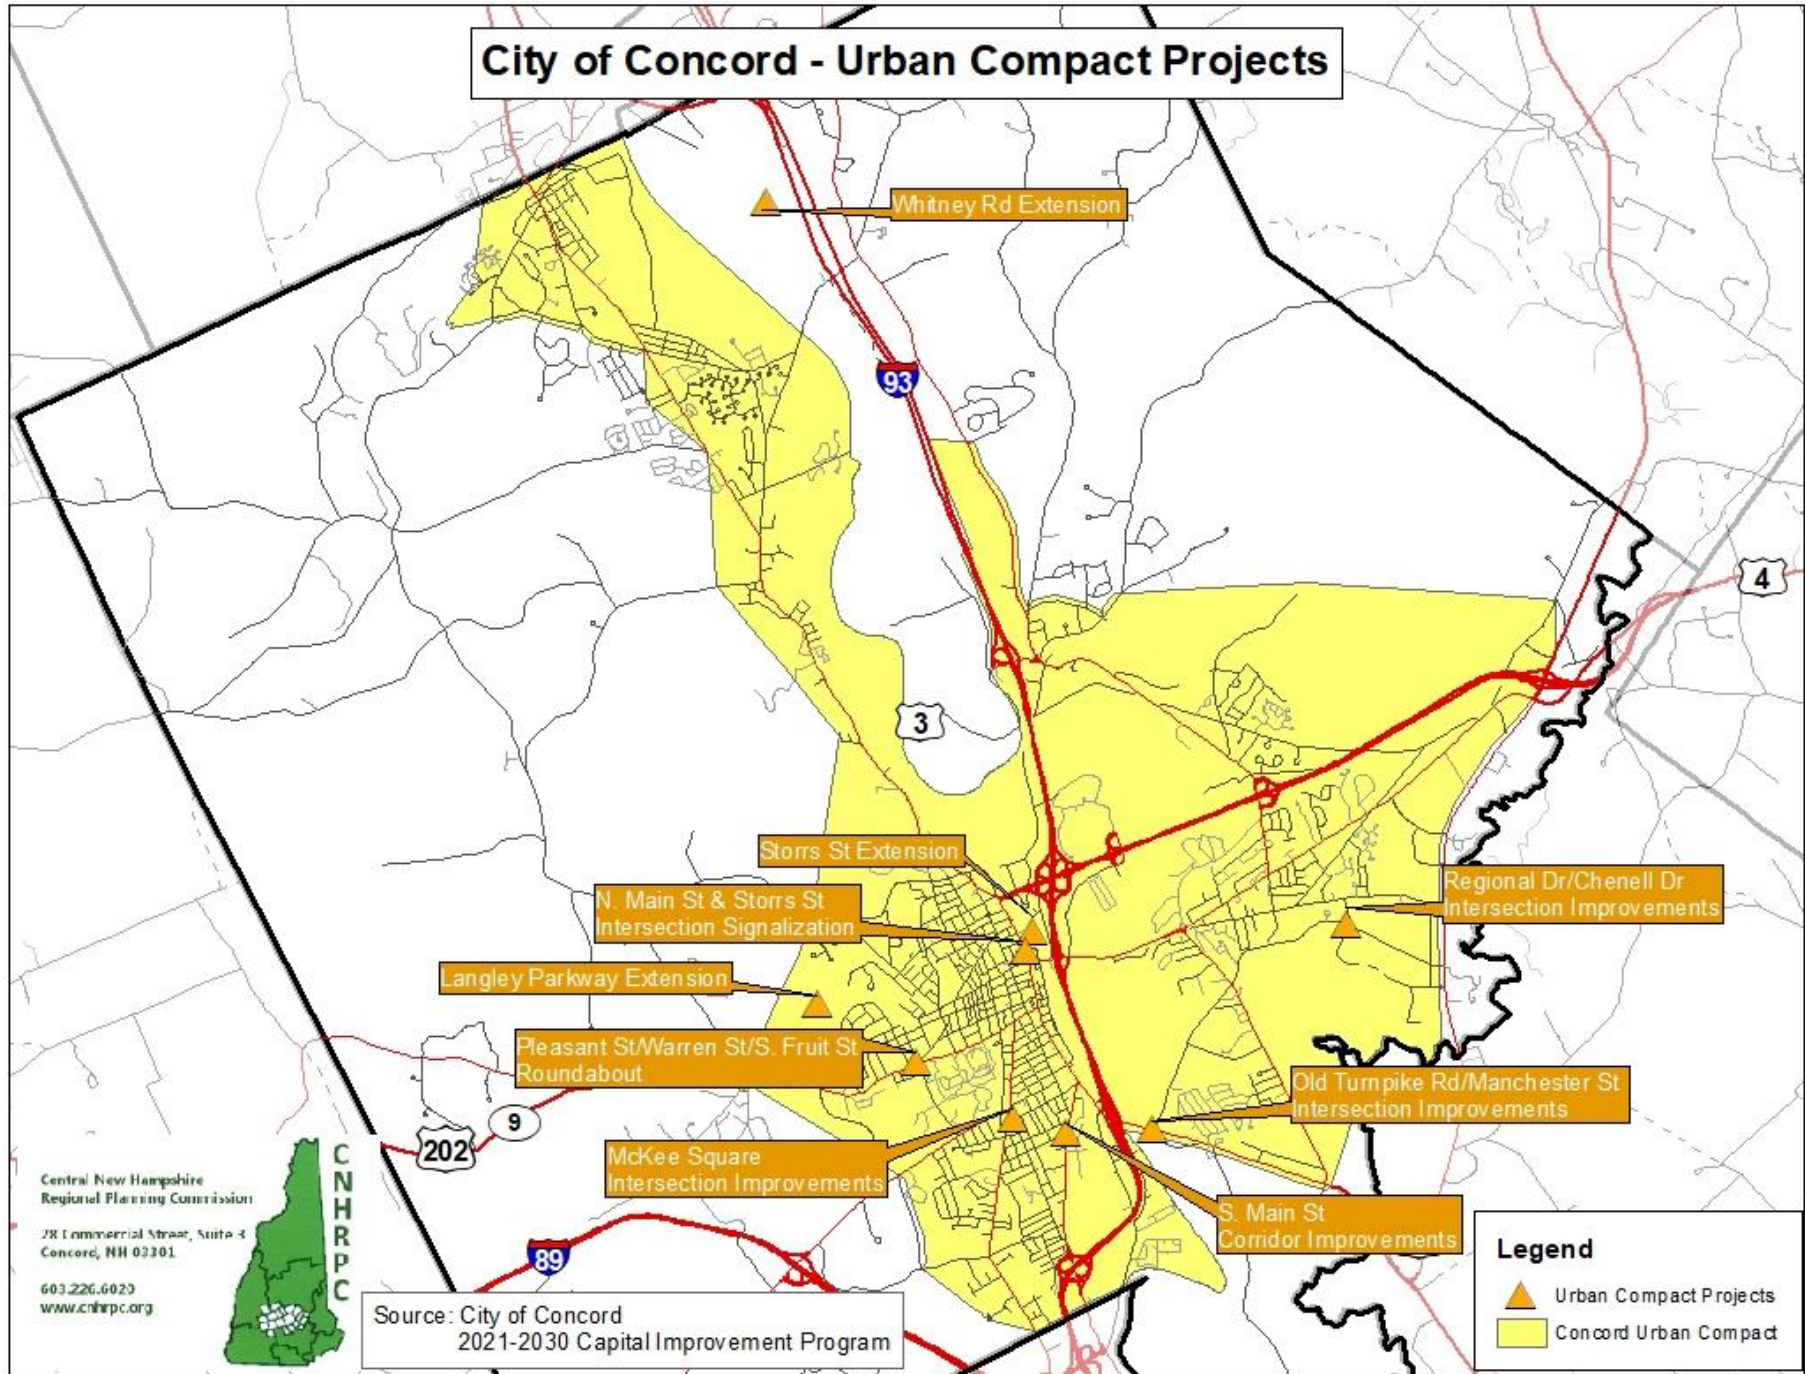 City of Concord - Urban Compact Projects
Whitney Rd Extension
93
4
3
Storrs St Extension
N. Main St & Storrs St
Intersection Signalization
Regional Dr/Chenell Dr
Intersection Improvements
Langley Parkway Extension
Pleasant St/Warren St/S. Fruit St
Roundabout
Old Turnpike Rd/Manchester St
Intersection Improvements
9
202
McKee Square
Intersection Improvements
S. Main St
Corridor Improvements
89
Central New Hampshire
Regional Planning Commission
28 Commercial Street, Suite 3
Concord, NH 03301
603.226.6020
www.cnhrpc.org
CNHRPC
Source: City of Concord
2021-2030 Capital Improvement Program
Legend
Urban Compact Projects
Concord Urban Compact